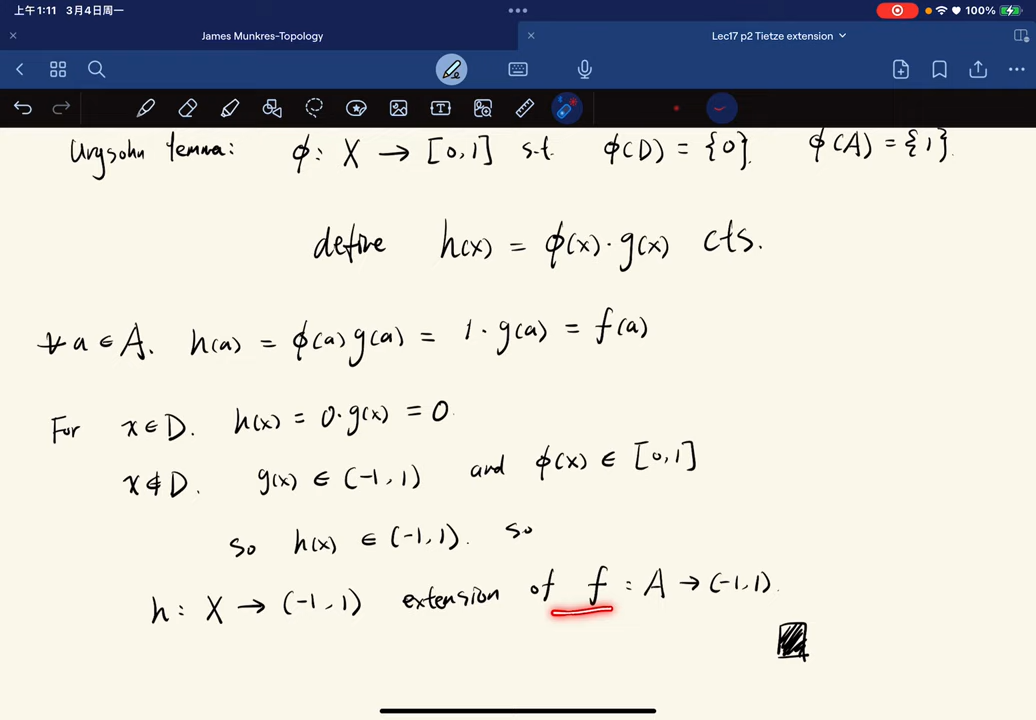 上午1:11 3月4日周一
100%
James Munkres-Topology
Lec17 p2 Tietze extension
Urysohn lemma: φ: X → [0,1] s.t. φ(D) = {0}. φ(A) = {1}.
define h(x) = φ(x)·g(x) cts.
∀ a ∈ A. h(a) = φ(a)g(a) = 1·g(a) = f(a)
For x ∈ D. h(x) = 0·g(x) = 0.
x ∉ D. g(x) ∈ (-1,1) and φ(x) ∈ [0,1]
so h(x) ∈ (-1,1). so
h: X → (-1,1) extension of f: A → (-1,1).